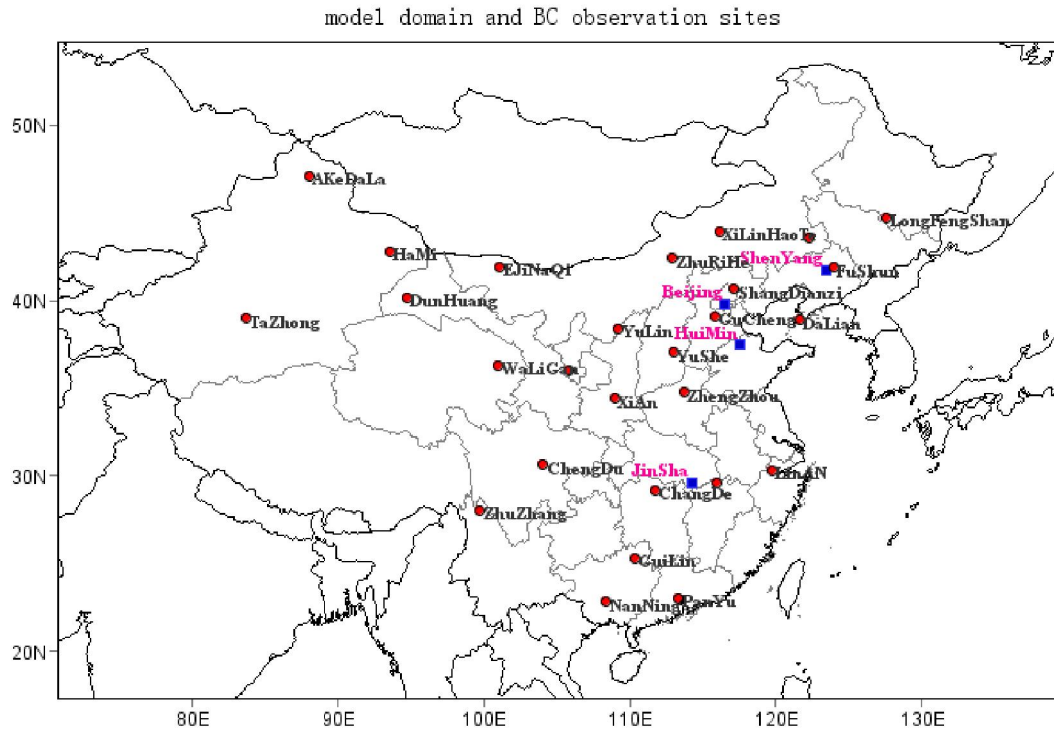 model domain and BC observation sites
50N
AKeDaLa
LongFengShan
XiLinHaoTe
HaMi
ZhuRiHe
ShenYang
EJiNaQi
FuShun
Beijing
ShangDianzi
40N
DunHuang
TaZhong
GuCheng
DaLian
YuLin
HuiMin
YuShe
WaLiGan
XiAn
ZhengZhou
30N
ChengDu
JinSha
LinAN
ChangDe
ZhuZhang
GuiLin
NanNing
PanYu
20N
80E
90E
100E
110E
120E
130E